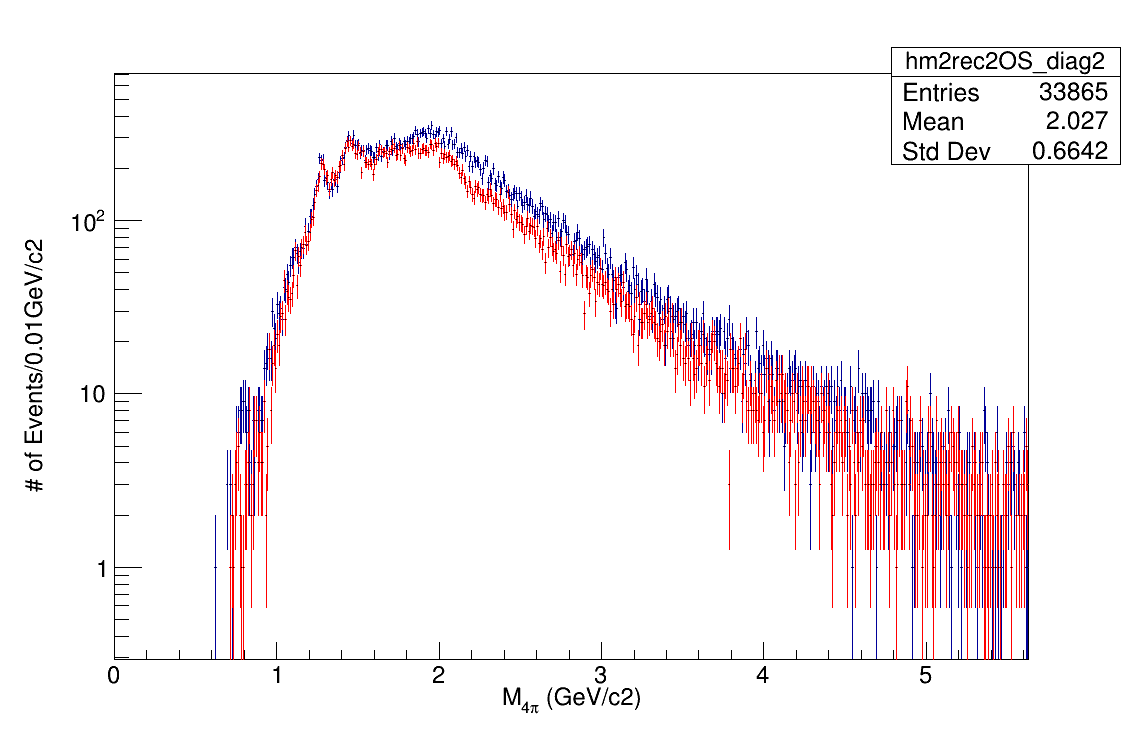 hm2rec2OS_diag2
Entries 33865
Mean 2.027
Std Dev 0.6642
# of Events/0.01GeV/c2
10²
10
1
0 1 2 3 4 5
M₄π (GeV/c2)